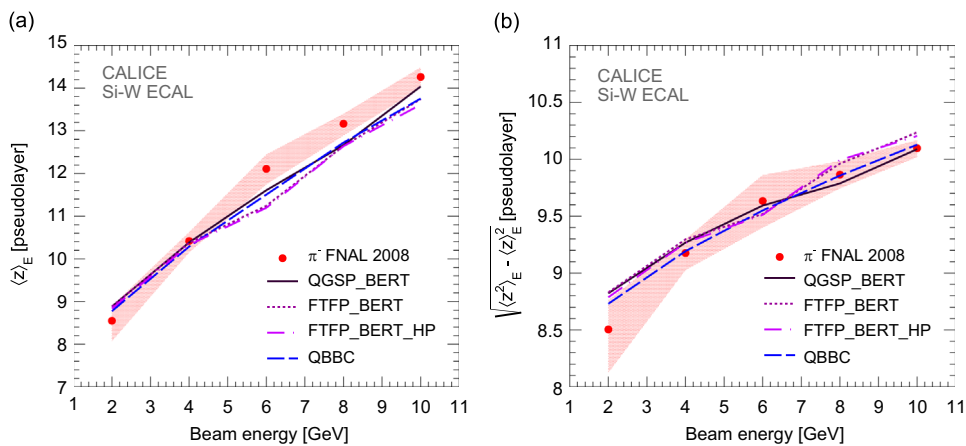 (a)
15
14
13
12
11
10
9
8
7
⟨z⟩E [pseudolayer]
CALICE
Si-W ECAL
π⁻ FNAL 2008
QGSP_BERT
FTFP_BERT
FTFP_BERT_HP
QBBC
1 2 3 4 5 6 7 8 9 10 11
Beam energy [GeV]
(b)
11
10.5
10
9.5
9
8.5
8
√⟨z²⟩E - ⟨z⟩²E [pseudolayer]
CALICE
Si-W ECAL
π⁻ FNAL 2008
QGSP_BERT
FTFP_BERT
FTFP_BERT_HP
QBBC
1 2 3 4 5 6 7 8 9 10 11
Beam energy [GeV]